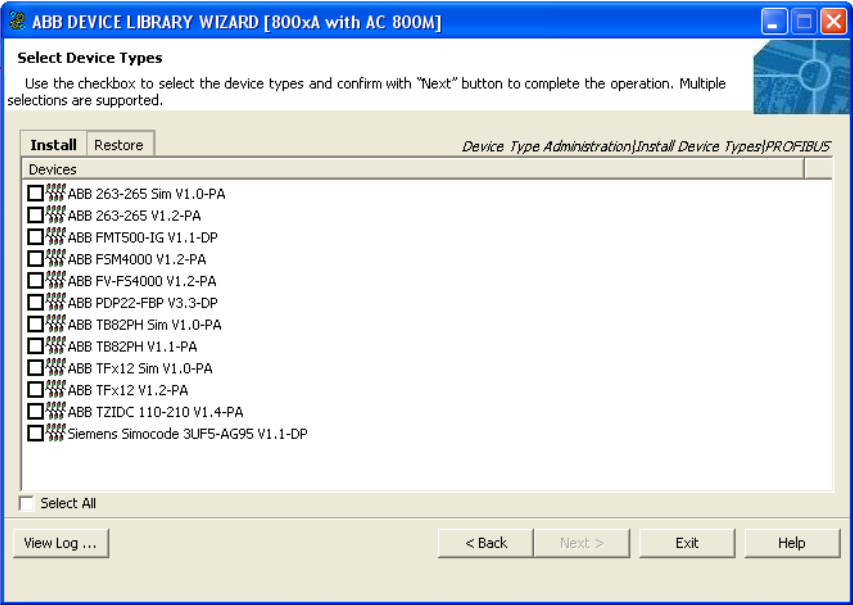 ABB DEVICE LIBRARY WIZARD [800xA with AC 800M]
Select Device Types
Use the checkbox to select the device types and confirm with "Next" button to complete the operation. Multiple
selections are supported.
Install Restore Device Type Administration|Install Device Types|PROFIBUS
Devices
ABB 263-265 Sim V1.0-PA
ABB 263-265 V1.2-PA
ABB FMT500-IG V1.1-DP
ABB FSM4000 V1.2-PA
ABB FV-FS4000 V1.2-PA
ABB PDP22-FBP V3.3-DP
ABB TB82PH Sim V1.0-PA
ABB TB82PH V1.1-PA
ABB TFx12 Sim V1.0-PA
ABB TFx12 V1.2-PA
ABB TZIDC 110-210 V1.4-PA
Siemens Simocode 3UF5-AG95 V1.1-DP
Select All
View Log ... < Back Next > Exit Help